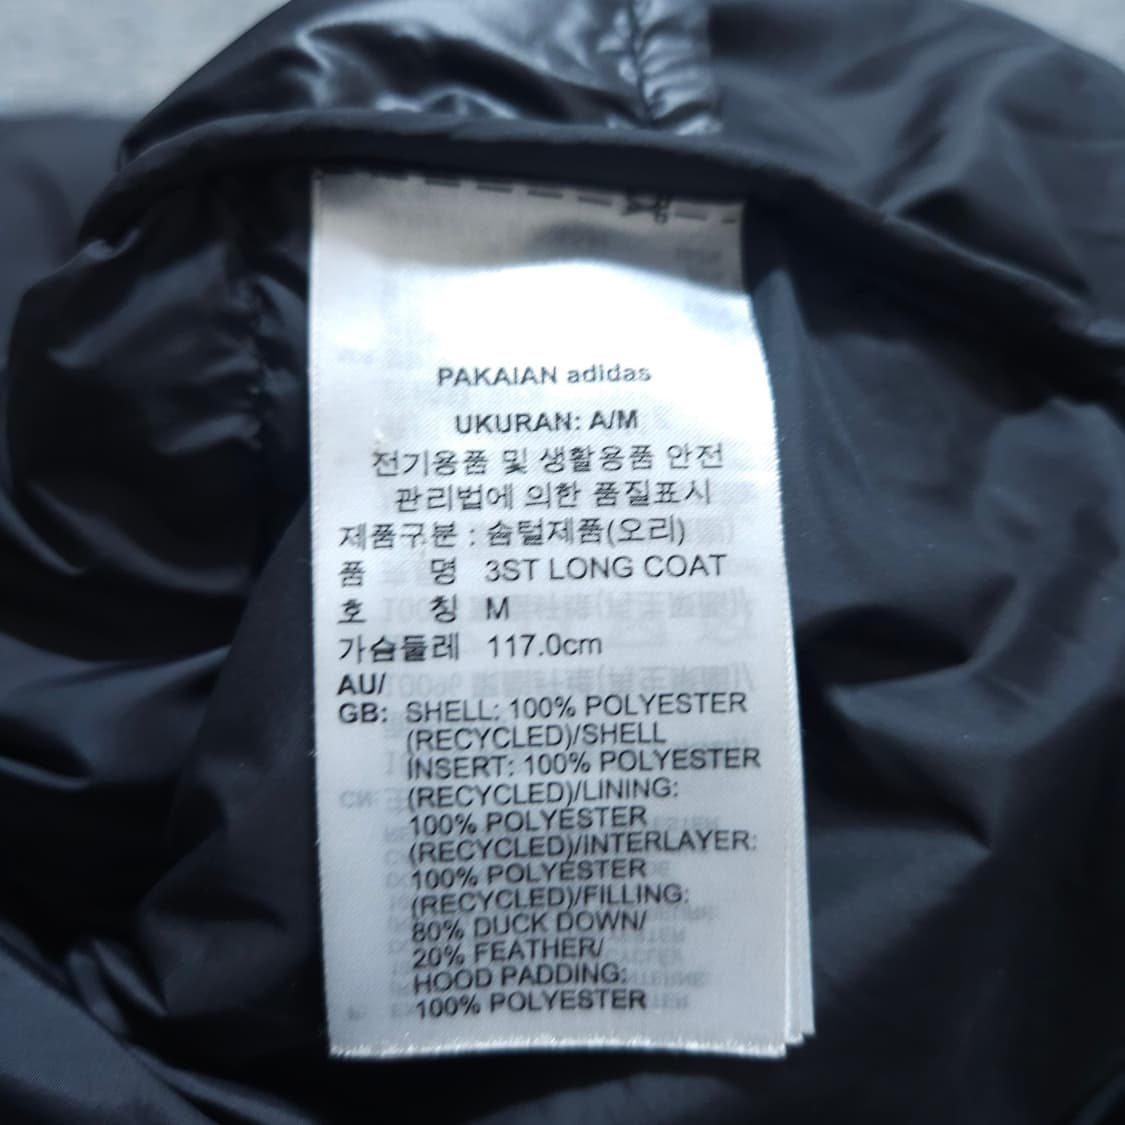 PAKAIAN adidas
UKURAN: A/M
전기용품 및 생활용품 안전
관리법에 의한 품질표시
제품구분 : 솜털제품(오리)
품 명 3ST LONG COAT
호 칭 M
가슴둘레 117.0cm
AU/
GB: SHELL: 100% POLYESTER
(RECYCLED)/SHELL
INSERT: 100% POLYESTER
(RECYCLED)/LINING:
100% POLYESTER
(RECYCLED)/INTERLAYER:
100% POLYESTER
(RECYCLED)/FILLING:
80% DUCK DOWN/
20% FEATHER/
HOOD PADDING:
100% POLYESTER